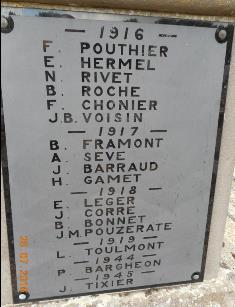 — 1916 —
F. POUTHIER
E. HERMEL
N. RIVET
B. ROCHE
F. CHONIER
J.B. VOISIN
— 1917 —
B. FRAMONT
A. SEVE
J. BARRAUD
H. GAMET
— 1918 —
E. LEGER
J. CORRE
B. BONNET
J.M. POUZERATE
— 1919 —
L. TOULMONT
— 1944 —
P. BARGHEON
— 1945 —
J. TIXIER